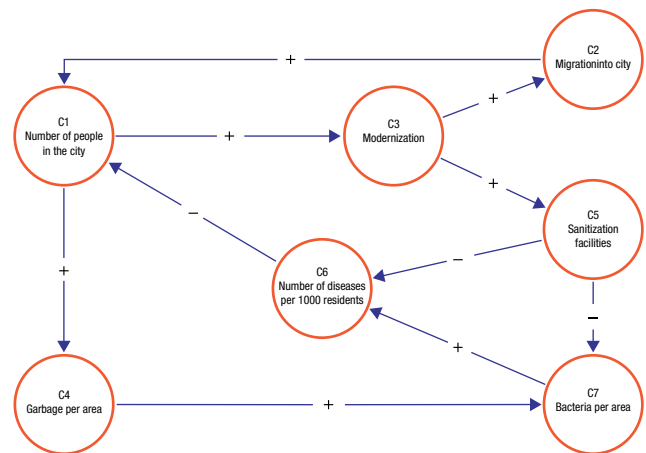 C2
Migrationinto city
+
C1
Number of people
in the city
+
C3
Modernization
+
+
C5
Sanitization
facilities
−
−
C6
Number of diseases
per 1000 residents
+
−
+
C4
Garbage per area
+
C7
Bacteria per area